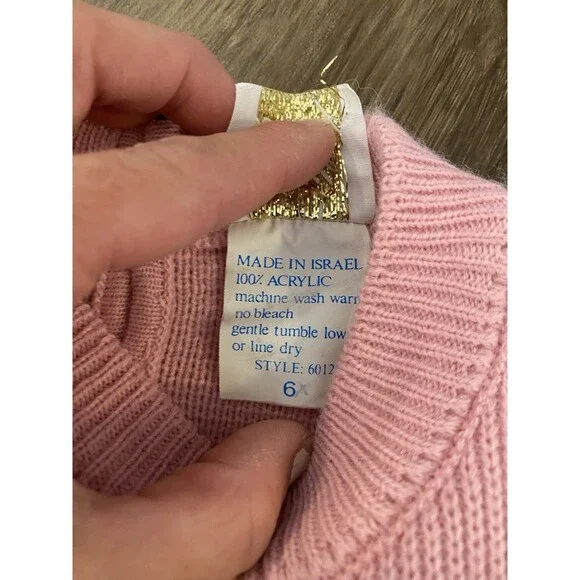 MADE IN ISRAEL
100% ACRYLIC
machine wash warm
no bleach
gentle tumble low
or line dry
STYLE: 6012
6X